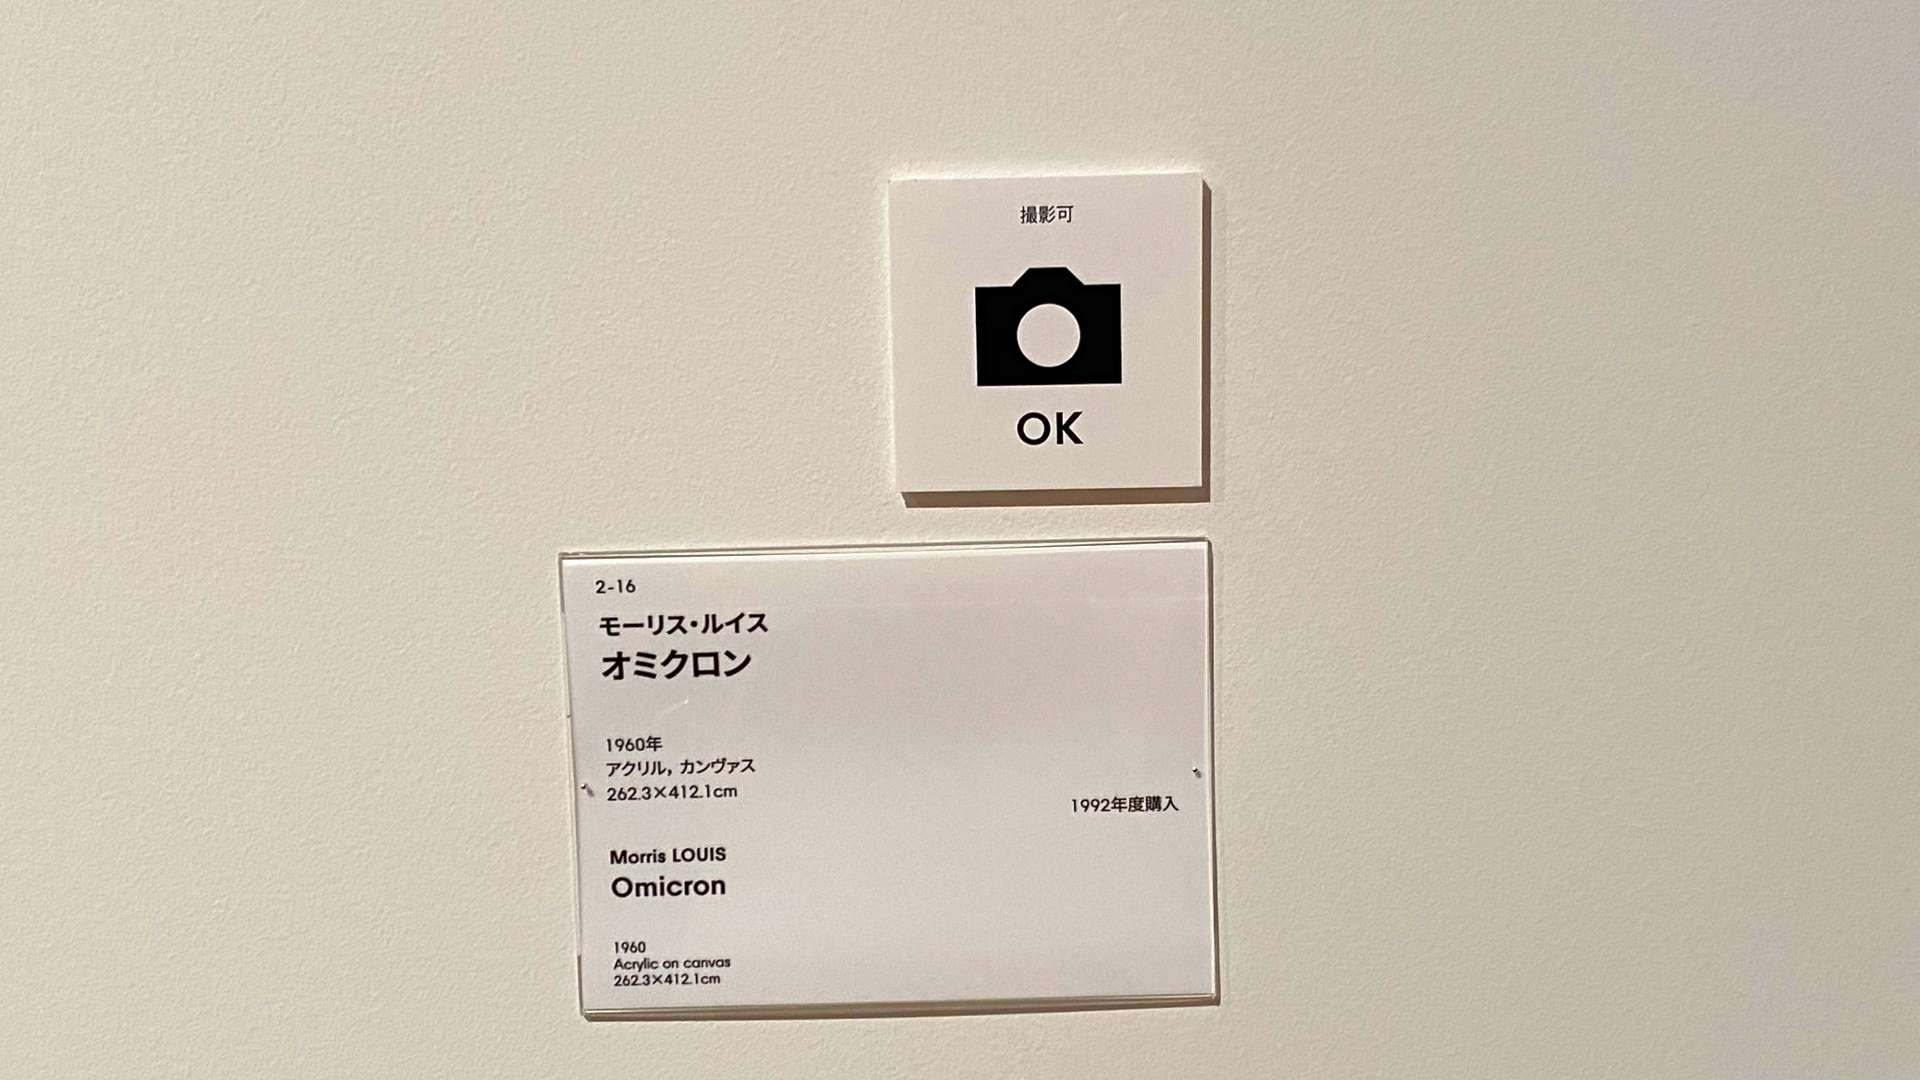 撮影可
OK
2-16
モーリス・ルイス
オミクロン
1960年
アクリル，カンヴァス
262.3×412.1cm
1992年度購入
Morris LOUIS
Omicron
1960
Acrylic on canvas
262.3×412.1cm